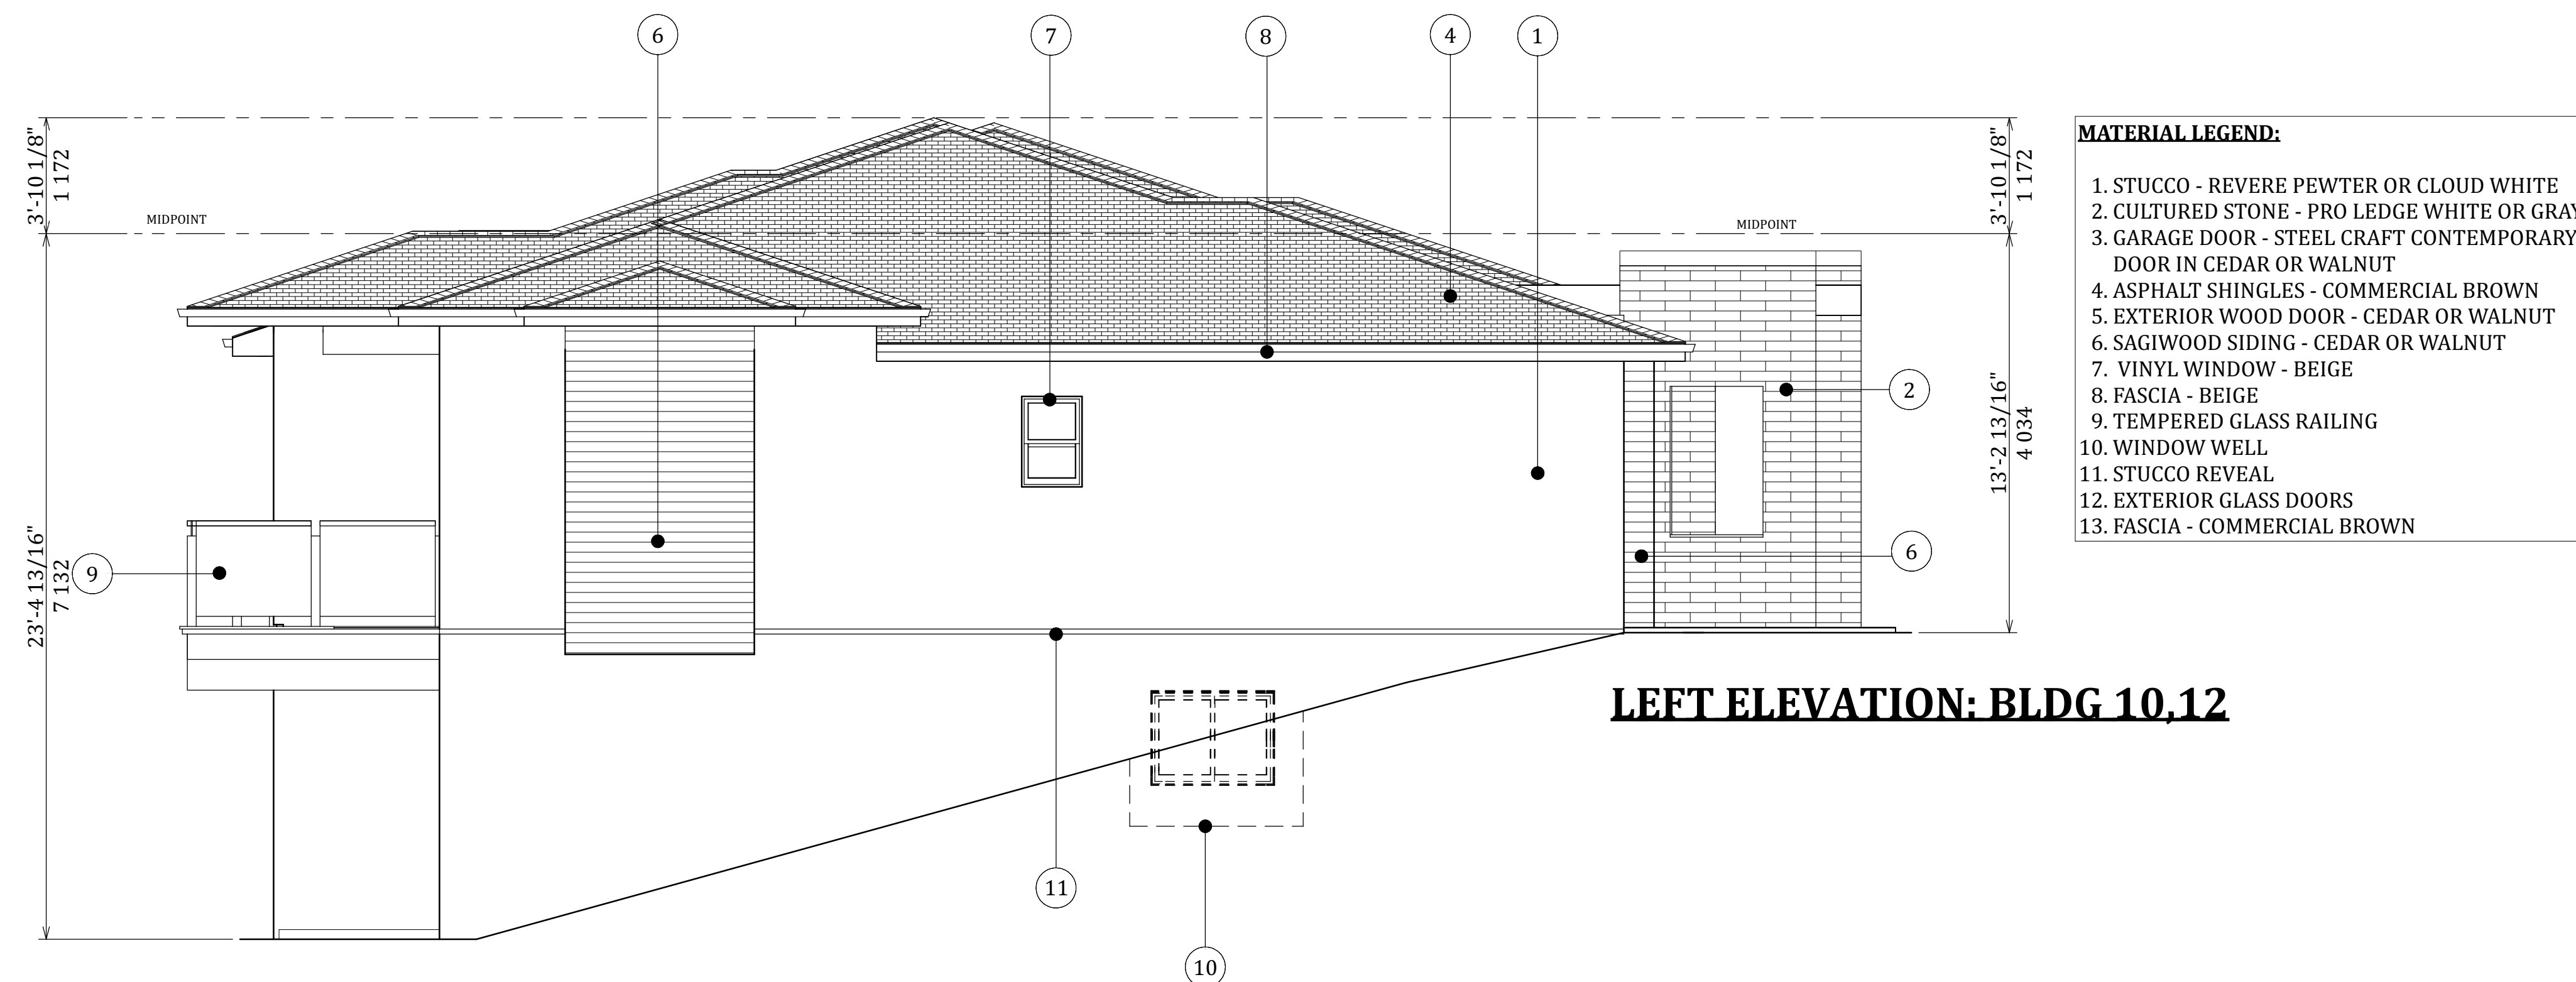 6
7
8
4
1
3'-10 1/8"
1 172
MIDPOINT
23'-4 13/16"
7 132
9
MIDPOINT
3'-10 1/8"
1 172
13'-2 13/16"
4 034
2
6
11
10
LEFT ELEVATION: BLDG 10,12
MATERIAL LEGEND:
1. STUCCO - REVERE PEWTER OR CLOUD WHITE
2. CULTURED STONE - PRO LEDGE WHITE OR GRAY
3. GARAGE DOOR - STEEL CRAFT CONTEMPORARY
DOOR IN CEDAR OR WALNUT
4. ASPHALT SHINGLES - COMMERCIAL BROWN
5. EXTERIOR WOOD DOOR - CEDAR OR WALNUT
6. SAGIWOOD SIDING - CEDAR OR WALNUT
7. VINYL WINDOW - BEIGE
8. FASCIA - BEIGE
9. TEMPERED GLASS RAILING
10. WINDOW WELL
11. STUCCO REVEAL
12. EXTERIOR GLASS DOORS
13. FASCIA - COMMERCIAL BROWN